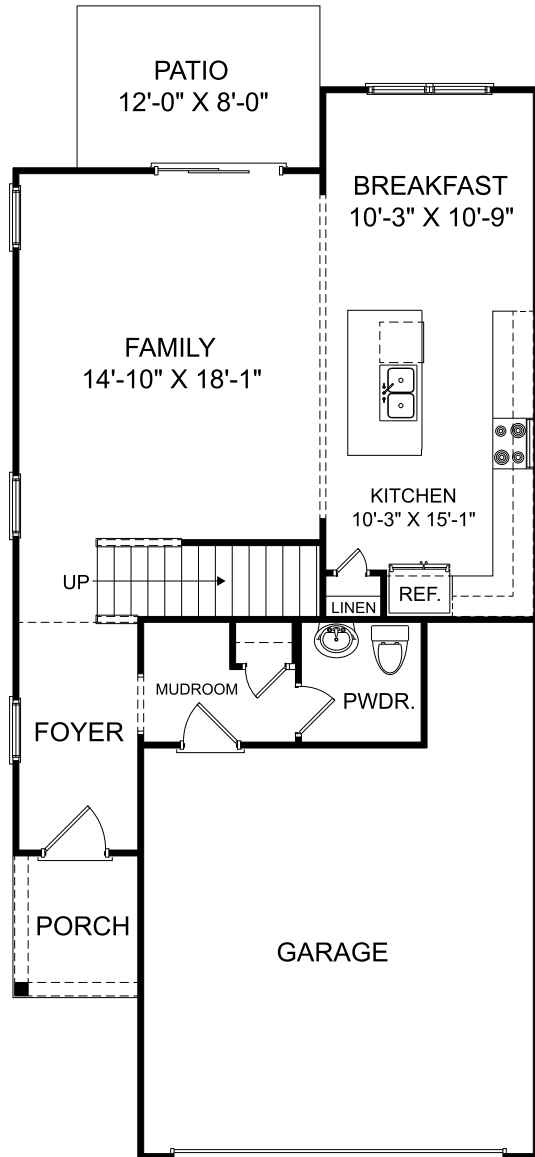 PATIO
12'-0" X 8'-0"
BREAKFAST
10'-3" X 10'-9"
FAMILY
14'-10" X 18'-1"
KITCHEN
10'-3" X 15'-1"
UP
REF.
LINEN
MUDROOM
PWDR.
FOYER
PORCH
GARAGE